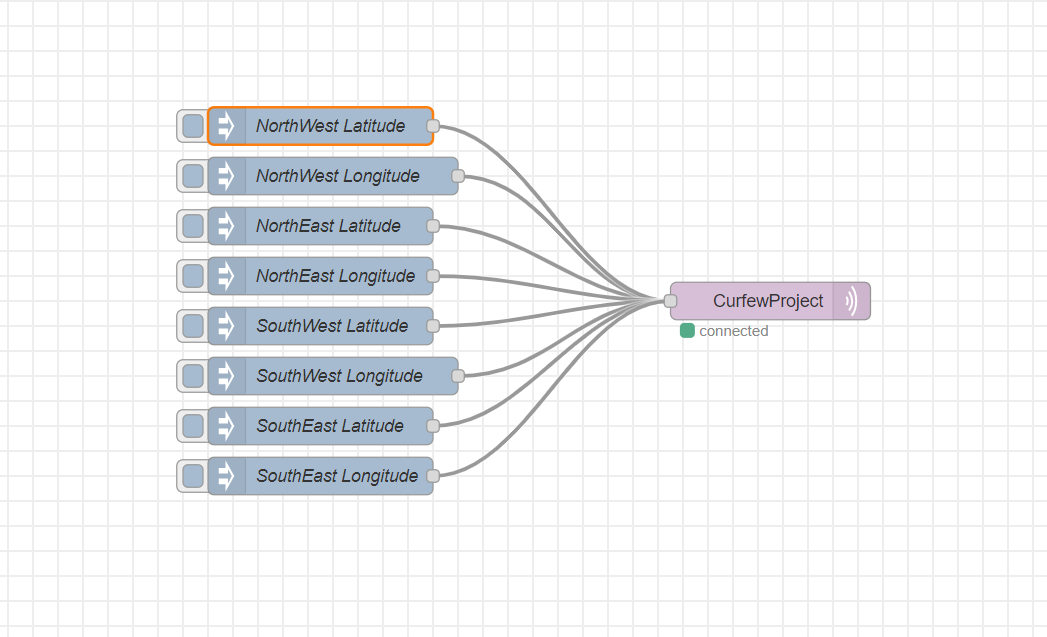 NorthWest Latitude
NorthWest Longitude
NorthEast Latitude
NorthEast Longitude
SouthWest Latitude
SouthWest Longitude
SouthEast Latitude
SouthEast Longitude
CurfewProject
connected